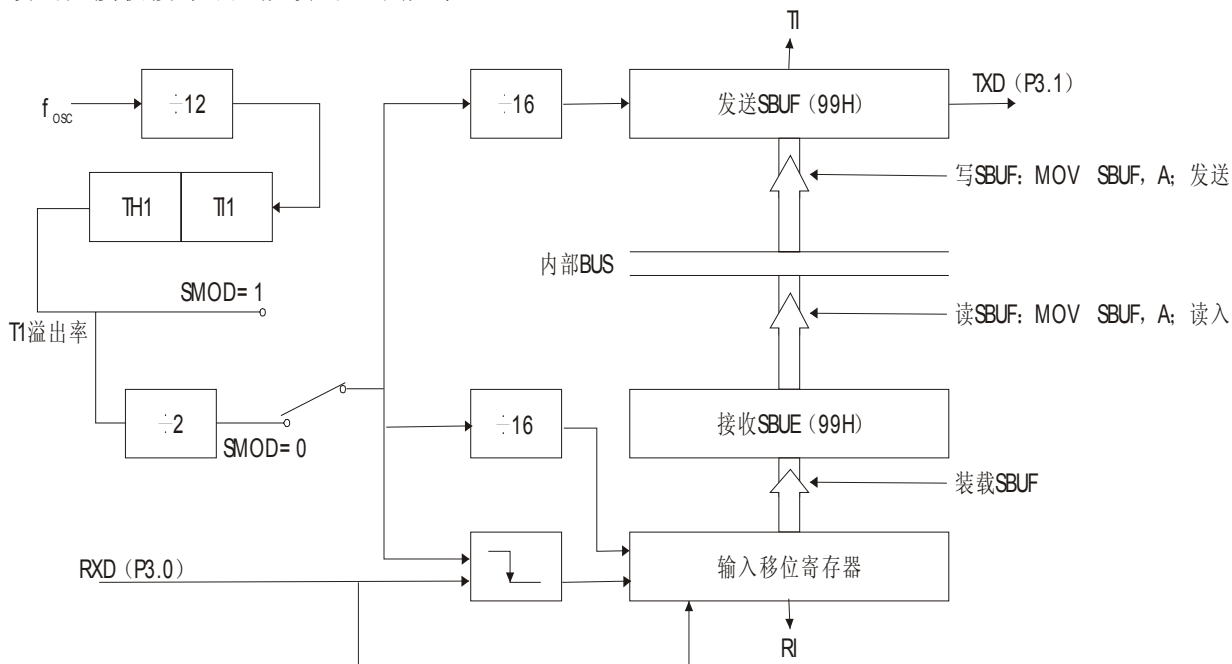 TI
f osc
÷12
÷16
发送SBUF (99H)
TXD (P3.1)
TH1
Tl1
写SBUF: MOV SBUF, A; 发送
内部BUS
SMOD= 1
T1溢出率
读SBUF: MOV SBUF, A; 读入
÷2
SMOD= 0
÷16
接收SBUE (99H)
装载SBUF
RXD (P3.0)
输入移位寄存器
RI